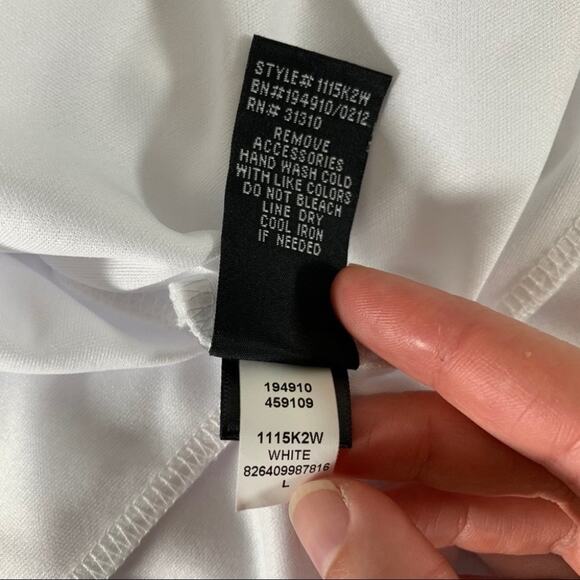 STYLE# 1115K2W
BN#194910/0212
RN# 31310
REMOVE
ACCESSORIES
HAND WASH COLD
WITH LIKE COLORS
DO NOT BLEACH
LINE DRY
COOL IRON
IF NEEDED
194910
459109
1115K2W
WHITE
826409987816
L